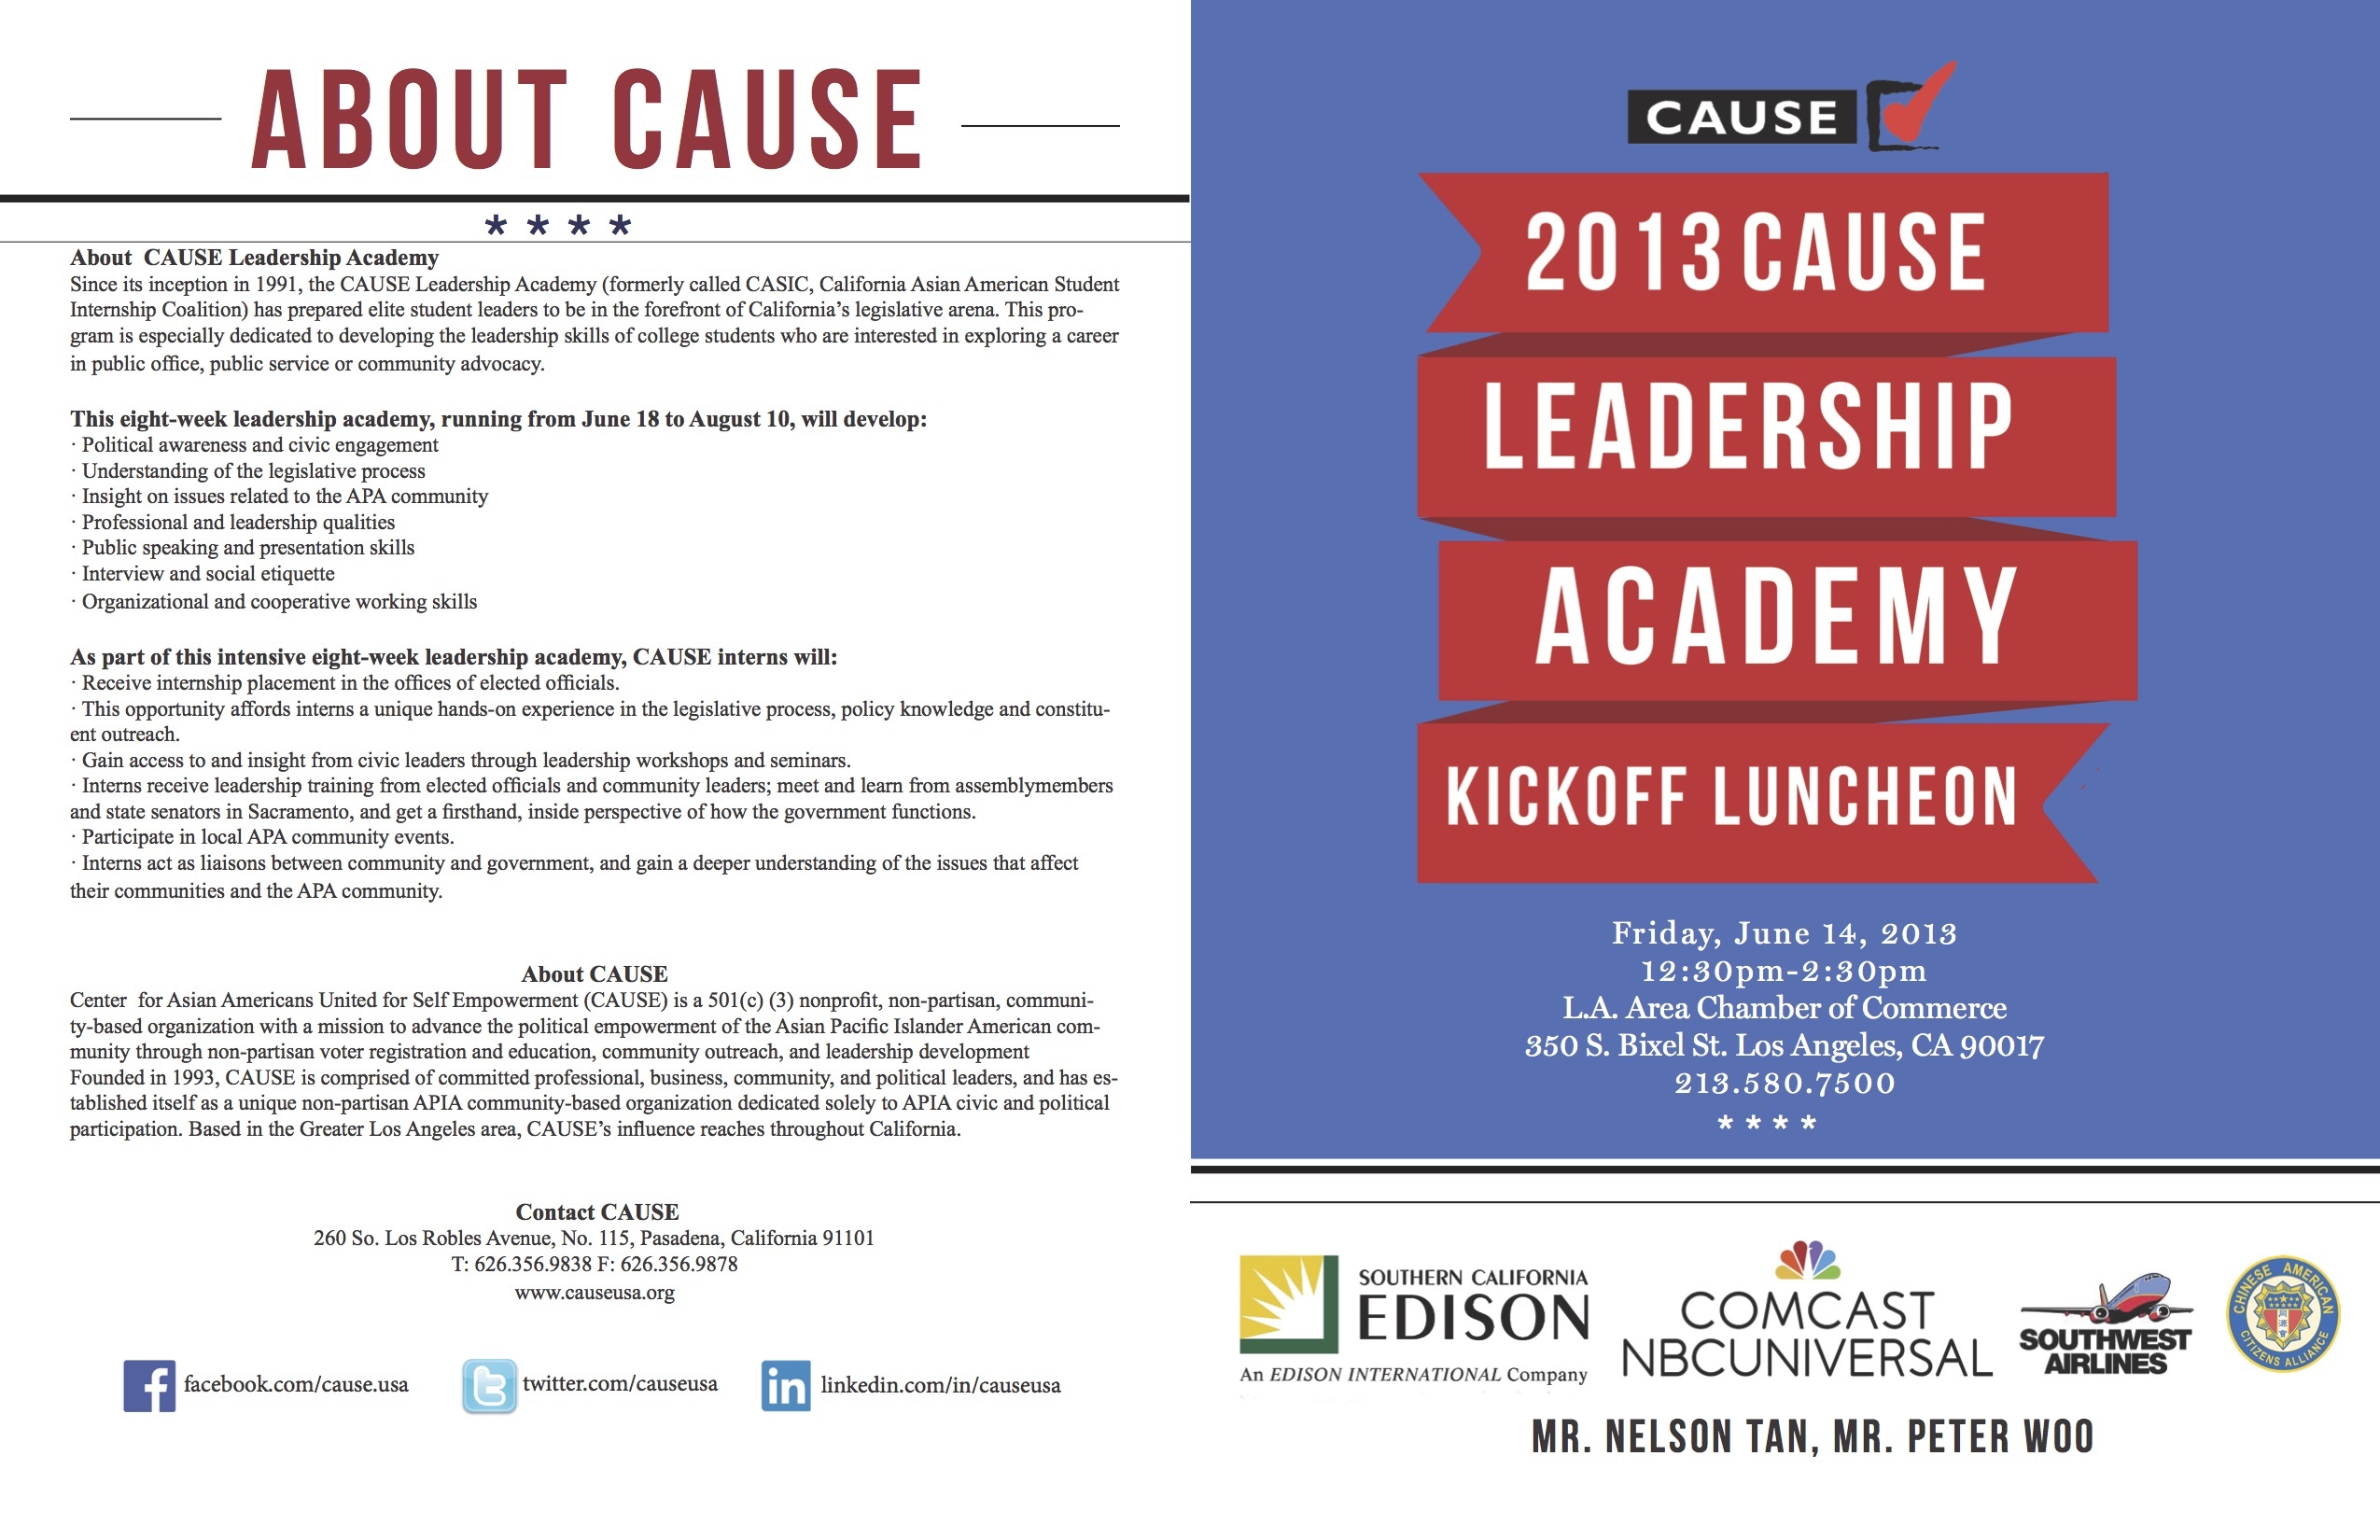 ABOUT CAUSE
* * * *
About  CAUSE Leadership Academy
Since its inception in 1991, the CAUSE Leadership Academy (formerly called CASIC, California Asian American Student
Internship Coalition) has prepared elite student leaders to be in the forefront of California’s legislative arena. This pro-
gram is especially dedicated to developing the leadership skills of college students who are interested in exploring a career
in public office, public service or community advocacy.
This eight-week leadership academy, running from June 18 to August 10, will develop:
· Political awareness and civic engagement
· Understanding of the legislative process
· Insight on issues related to the APA community
· Professional and leadership qualities
· Public speaking and presentation skills
· Interview and social etiquette
· Organizational and cooperative working skills
As part of this intensive eight-week leadership academy, CAUSE interns will:
· Receive internship placement in the offices of elected officials.
· This opportunity affords interns a unique hands-on experience in the legislative process, policy knowledge and constitu-
ent outreach.
· Gain access to and insight from civic leaders through leadership workshops and seminars.
· Interns receive leadership training from elected officials and community leaders; meet and learn from assemblymembers
and state senators in Sacramento, and get a firsthand, inside perspective of how the government functions.
· Participate in local APA community events.
· Interns act as liaisons between community and government, and gain a deeper understanding of the issues that affect
their communities and the APA community.
About CAUSE
Center  for Asian Americans United for Self Empowerment (CAUSE) is a 501(c) (3) nonprofit, non-partisan, communi-
ty-based organization with a mission to advance the political empowerment of the Asian Pacific Islander American com-
munity through non-partisan voter registration and education, community outreach, and leadership development
Founded in 1993, CAUSE is comprised of committed professional, business, community, and political leaders, and has es-
tablished itself as a unique non-partisan APIA community-based organization dedicated solely to APIA civic and political
participation. Based in the Greater Los Angeles area, CAUSE’s influence reaches throughout California.
Contact CAUSE
260 So. Los Robles Avenue, No. 115, Pasadena, California 91101
T: 626.356.9838 F: 626.356.9878
www.causeusa.org
facebook.com/cause.usa
twitter.com/causeusa
linkedin.com/in/causeusa
CAUSE
2013 CAUSE
LEADERSHIP
ACADEMY
KICKOFF LUNCHEON
Friday, June 14, 2013
12:30pm-2:30pm
L.A. Area Chamber of Commerce
350 S. Bixel St. Los Angeles, CA 90017
213.580.7500
* * * *
SOUTHERN CALIFORNIA
EDISON
An EDISON INTERNATIONAL Company
COMCAST
NBCUNIVERSAL
SOUTHWEST
AIRLINES
CHINESE AMERICAN
CITIZENS ALLIANCE
同源會
MR. NELSON TAN, MR. PETER WOO